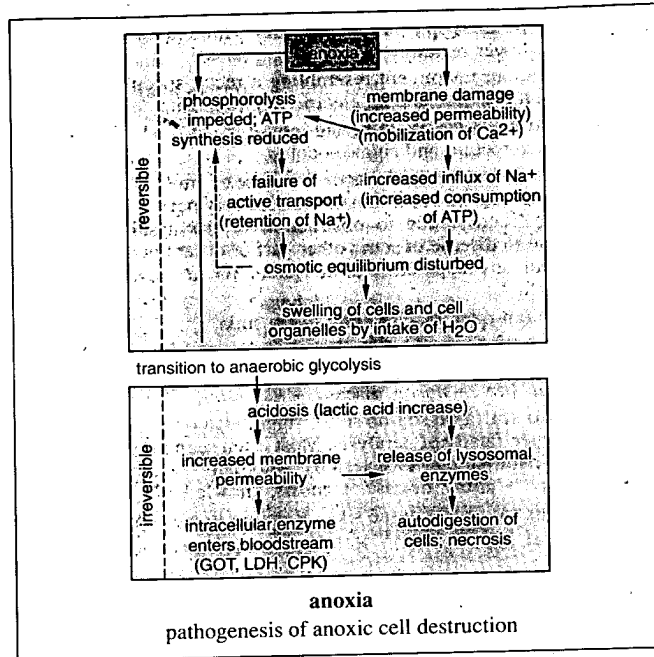 anoxia
phosphorolysis
impeded; ATP
synthesis reduced
membrane damage
(increased permeability)
(mobilization of Ca2+)
failure of
active transport
(retention of Na+)
increased influx of Na+
(increased consumption
of ATP)
osmotic equilibrium disturbed
swelling of cells and cell
organelles by intake of H2O
reversible
transition to anaerobic glycolysis
acidosis (lactic acid increase)
increased membrane
permeability
release of lysosomal
enzymes
intracellular enzyme
enters bloodstream
(GOT, LDH, CPK)
autodigestion of
cells; necrosis
irreversible
anoxia
pathogenesis of anoxic cell destruction